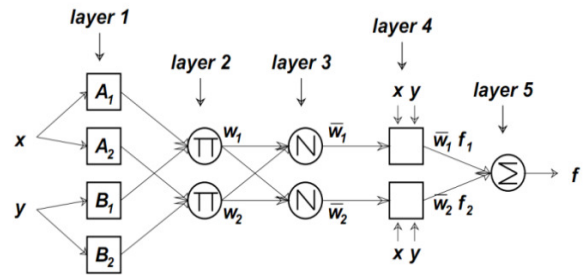 layer 1
layer 2
layer 3
layer 4
layer 5
x
y
A₁
A₂
B₁
B₂
Π
Π
w₁
w₂
N
N
w̅₁
w̅₂
x y
x y
w̅₁ f₁
w̅₂ f₂
Σ
f